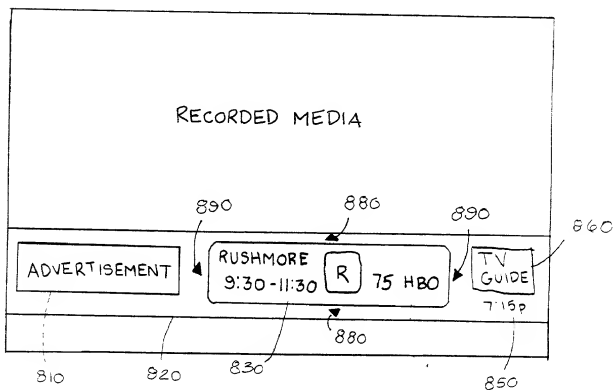 RECORDED MEDIA
890
880
890
860
ADVERTISEMENT
RUSHMORE
9:30-11:30
R
75 HBO
TV
GUIDE
7:15p
810
820
830
880
850